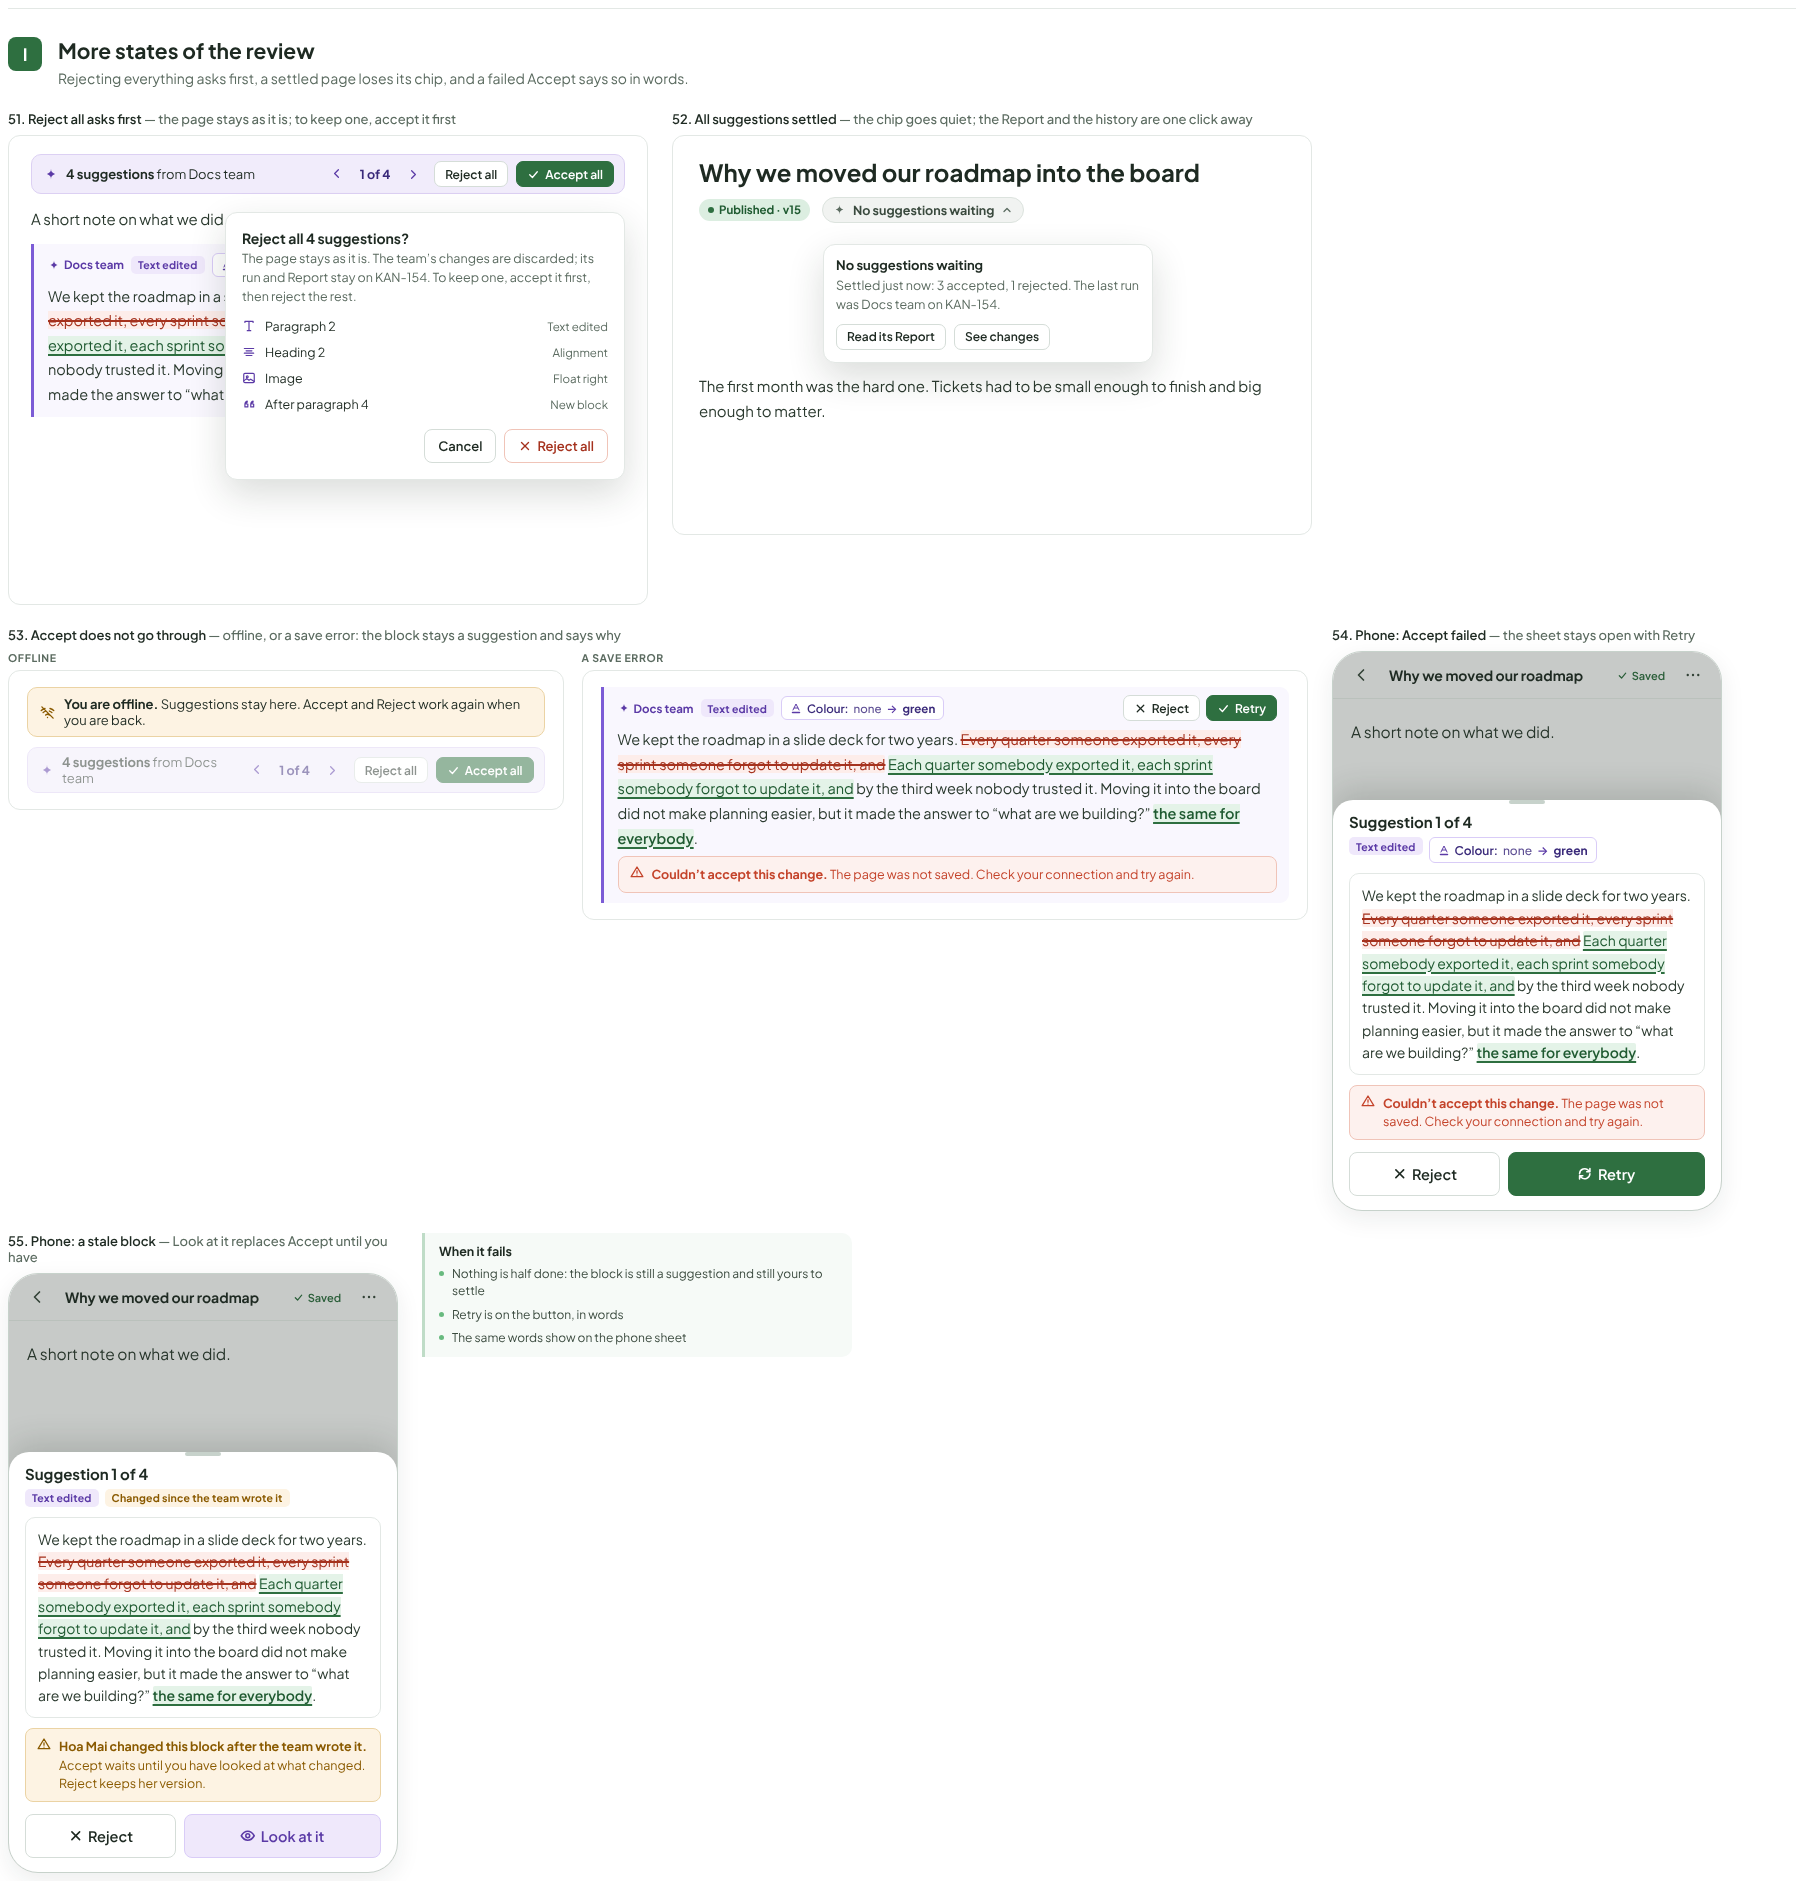 I
More states of the review
Rejecting everything asks first, a settled page loses its chip, and a failed Accept says so in words.
51. Reject all asks first — the page stays as it is; to keep one, accept it first
4 suggestions from Docs team
1 of 4
Reject all
Accept all
A short note on what we did
Docs team
Text edited
We kept the roadmap in a
exported it, every sprint so
exported it, each sprint so
nobody trusted it. Moving
made the answer to “what
Reject all 4 suggestions?
The page stays as it is. The team’s changes are discarded; its
run and Report stay on KAN-154. To keep one, accept it first,
then reject the rest.
Paragraph 2
Text edited
Heading 2
Alignment
Image
Float right
After paragraph 4
New block
Cancel
Reject all
52. All suggestions settled — the chip goes quiet; the Report and the history are one click away
Why we moved our roadmap into the board
Published · v15
No suggestions waiting
No suggestions waiting
Settled just now: 3 accepted, 1 rejected. The last run
was Docs team on KAN-154.
Read its Report
See changes
The first month was the hard one. Tickets had to be small enough to finish and big
enough to matter.
53. Accept does not go through — offline, or a save error: the block stays a suggestion and says why
OFFLINE
You are offline. Suggestions stay here. Accept and Reject work again when
you are back.
4 suggestions from Docs
team
1 of 4
Reject all
Accept all
A SAVE ERROR
Docs team
Text edited
Colour: none → green
Reject
Retry
We kept the roadmap in a slide deck for two years. Every quarter someone exported it, every
sprint someone forgot to update it, and Each quarter somebody exported it, each sprint
somebody forgot to update it, and by the third week nobody trusted it. Moving it into the board
did not make planning easier, but it made the answer to “what are we building?” the same for
everybody.
Couldn’t accept this change. The page was not saved. Check your connection and try again.
54. Phone: Accept failed — the sheet stays open with Retry
Why we moved our roadmap
Saved
A short note on what we did.
Suggestion 1 of 4
Text edited
Colour: none → green
We kept the roadmap in a slide deck for two years.
Every quarter someone exported it, every sprint
someone forgot to update it, and Each quarter
somebody exported it, each sprint somebody
forgot to update it, and by the third week nobody
trusted it. Moving it into the board did not make
planning easier, but it made the answer to “what
are we building?” the same for everybody.
Couldn’t accept this change. The page was not
saved. Check your connection and try again.
Reject
Retry
55. Phone: a stale block — Look at it replaces Accept until you
have
Why we moved our roadmap
Saved
A short note on what we did.
Suggestion 1 of 4
Text edited
Changed since the team wrote it
We kept the roadmap in a slide deck for two years.
Every quarter someone exported it, every sprint
someone forgot to update it, and Each quarter
somebody exported it, each sprint somebody
forgot to update it, and by the third week nobody
trusted it. Moving it into the board did not make
planning easier, but it made the answer to “what
are we building?” the same for everybody.
Hoa Mai changed this block after the team wrote it.
Accept waits until you have looked at what changed.
Reject keeps her version.
Reject
Look at it
When it fails
Nothing is half done: the block is still a suggestion and still yours to
settle
Retry is on the button, in words
The same words show on the phone sheet